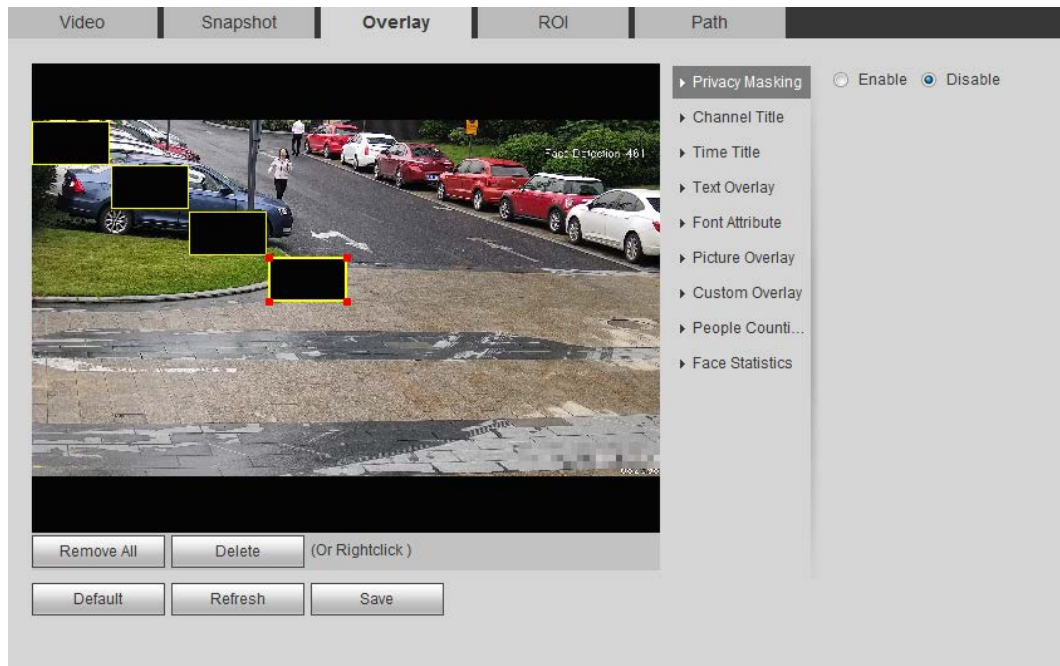 Video Snapshot Overlay ROI Path
Privacy Masking Enable Disable
Channel Title
Time Title
Text Overlay
Font Attribute
Picture Overlay
Custom Overlay
People Counti...
Face Statistics
Face Detection 461
Remove All Delete (Or Rightclick )
Default Refresh Save